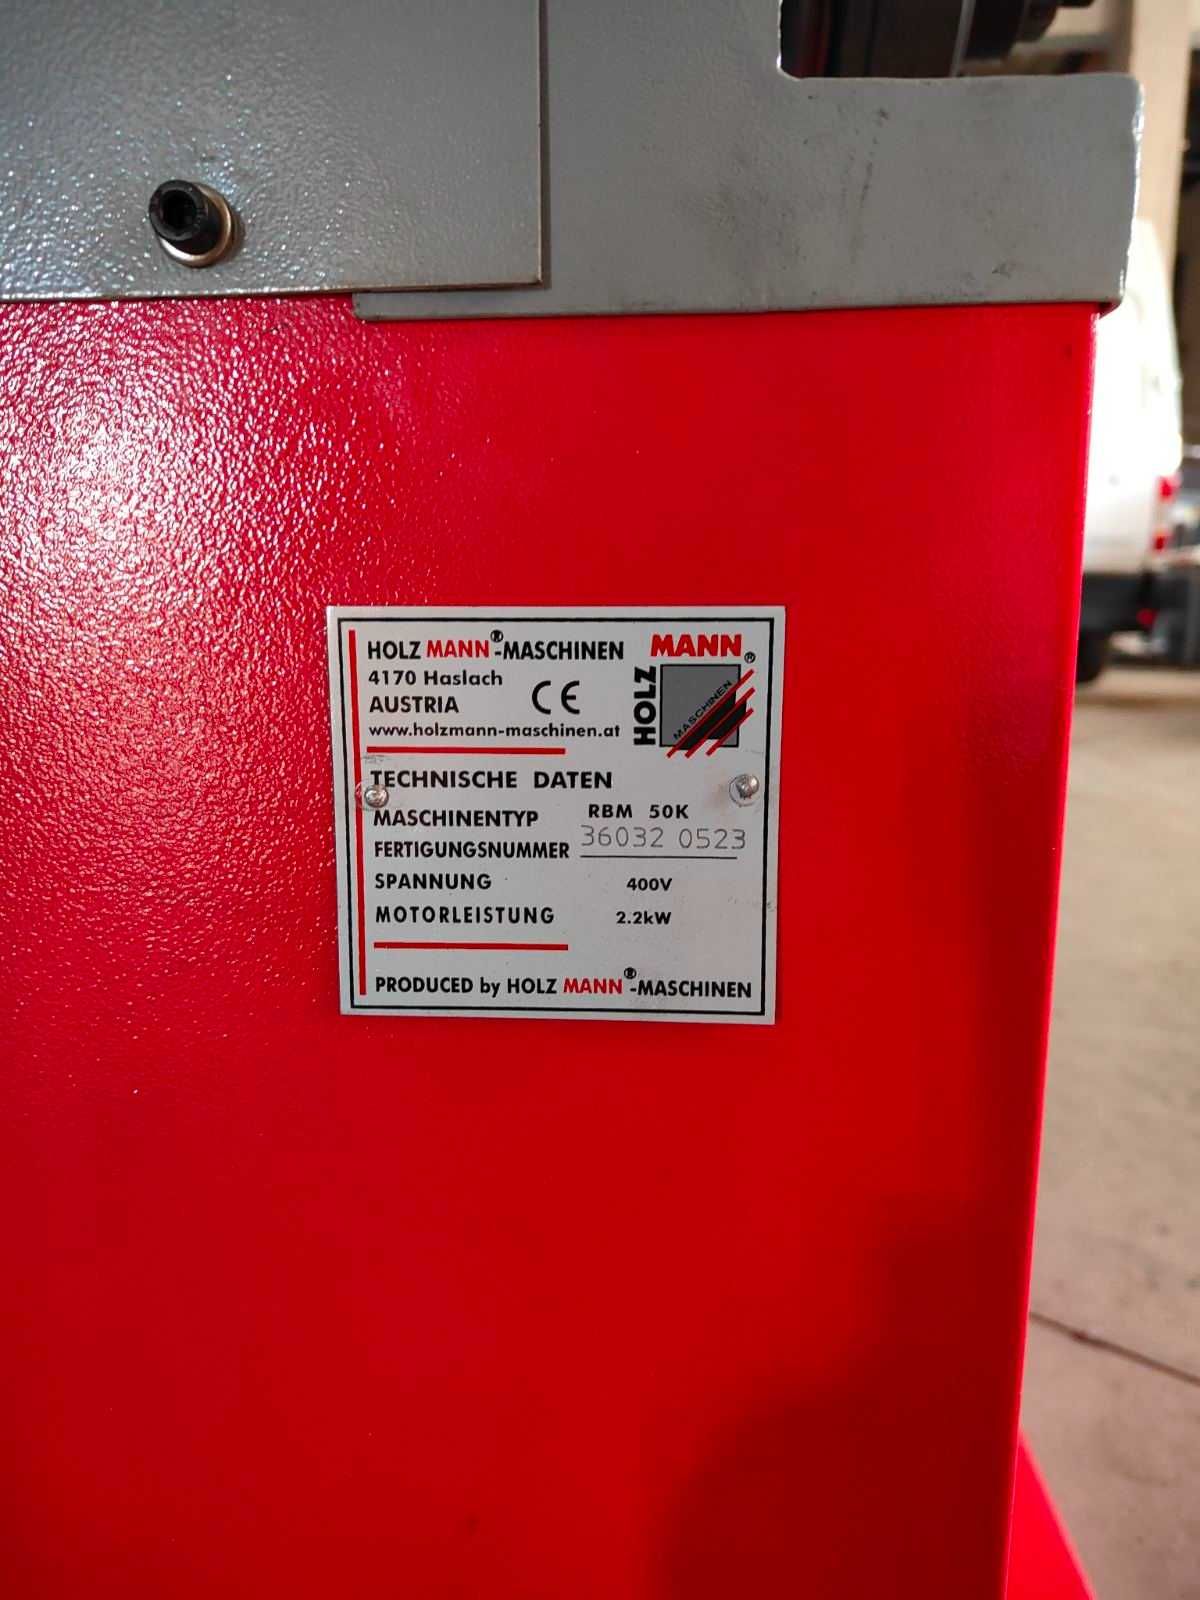 HOLZ MANN®-MASCHINEN
4170 Haslach
AUSTRIA
CE
www.holzmann-maschinen.at
MANN®
HOLZ
MASCHINEN
TECHNISCHE DATEN
MASCHINENTYP RBM 50K
FERTIGUNGSNUMMER 36032 0523
SPANNUNG 400V
MOTORLEISTUNG 2.2kW
PRODUCED by HOLZ MANN®-MASCHINEN